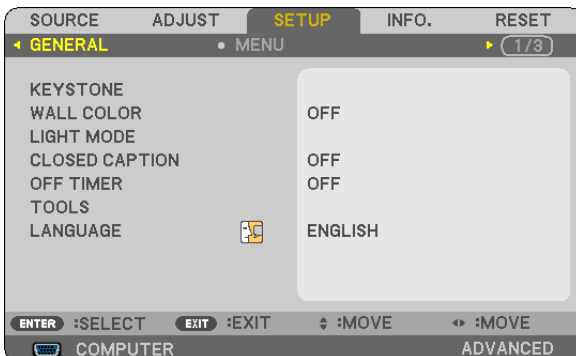 SOURCE ADJUST SETUP INFO. RESET
GENERAL MENU 1/3
KEYSTONE
WALL COLOR OFF
LIGHT MODE
CLOSED CAPTION OFF
OFF TIMER OFF
TOOLS
LANGUAGE ENGLISH
ENTER :SELECT EXIT :EXIT :MOVE :MOVE
COMPUTER ADVANCED